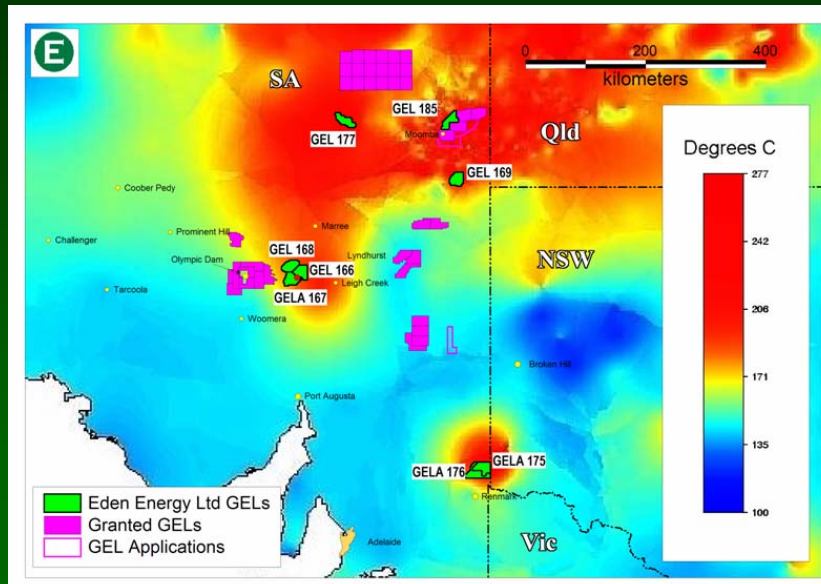 E
SA
0 200 400
kilometers
GEL 185
Moomba
GEL 177
Qld
GEL 169
Degrees C
277
242
206
171
135
100
Coober Pedy
Prominent Hill
Marree
Challenger
GEL 168
Lyndhurst
NSW
Olympic Dam
GEL 166
GELA 167
Leigh Creek
Tarcoola
Woomera
Broken Hill
Port Augusta
GELA 176
GELA 175
Renmark
Eden Energy Ltd GELs
Granted GELs
GEL Applications
Adelaide
Vic